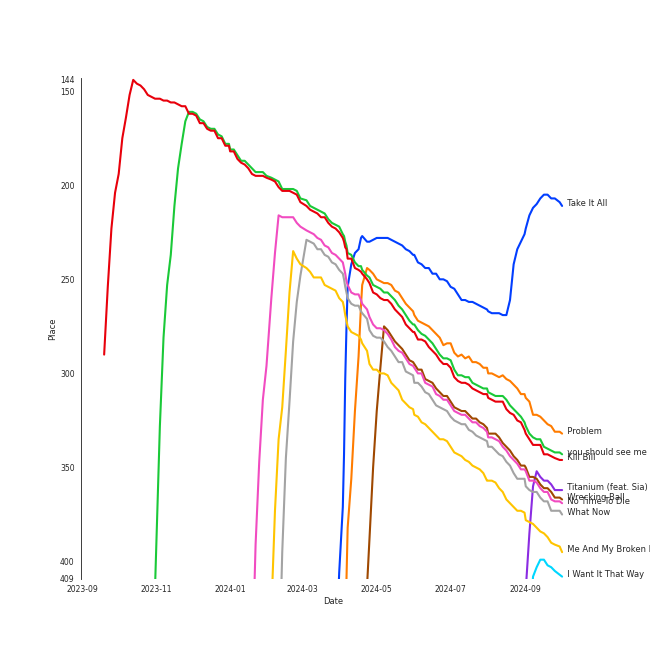 144
150
200
250
300
350
400
409
Place
2023-09
2023-11
2024-01
2024-03
2024-05
2024-07
2024-09
Date
Take It All
Problem
you should see me
Kill Bill
Titanium (feat. Sia)
Wrecking Ball
No Time To Die
What Now
Me And My Broken
I Want It That Way